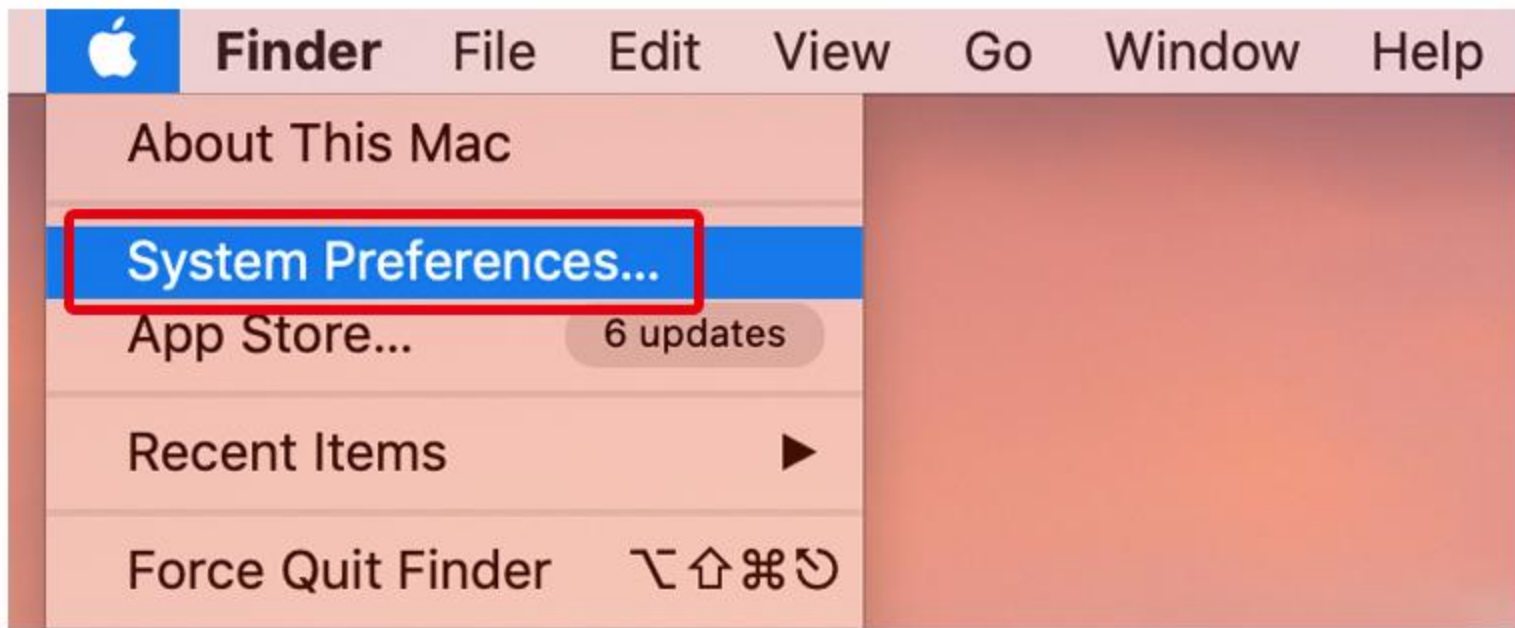 Finder File Edit View Go Window Help
About This Mac
System Preferences...
App Store... 6 updates
Recent Items ▶
Force Quit Finder ⌥⇧⌘⎋